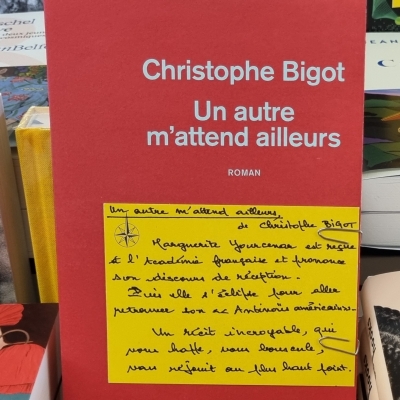 Christophe Bigot
Un autre
m'attend ailleurs
ROMAN
Un autre m'attend ailleurs,
de Christophe BIGOT
Marguerite Yourcenar est reçue
à l'Académie française et prononce
son discours de réception.
Puis elle s'éclipse pour aller
retrouver son Antinoüs américain.
Un récit incroyable, qui
vous happe, vous bouscule,
vous réjouit au plus haut point.